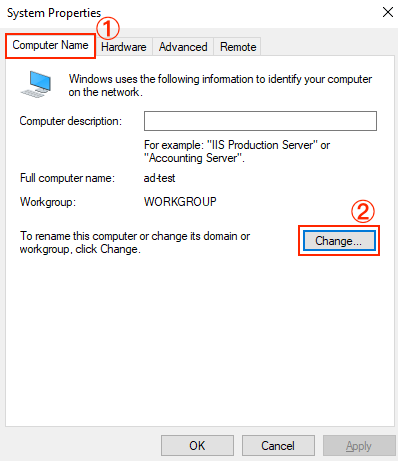 System Properties
①
Computer Name Hardware Advanced Remote
Windows uses the following information to identify your computer
on the network.
Computer description:
For example: "IIS Production Server" or
"Accounting Server".
Full computer name: ad-test
Workgroup: WORKGROUP
②
To rename this computer or change its domain or
workgroup, click Change.
Change...
OK Cancel Apply